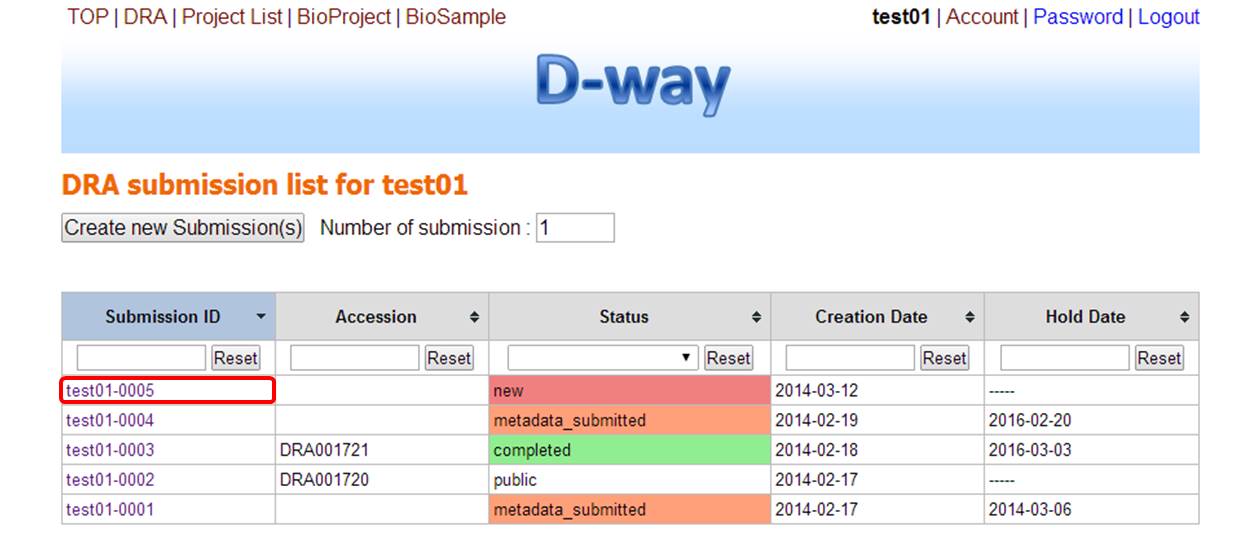 TOP | DRA | Project List | BioProject | BioSample test01 | Account | Password | Logout
D-way
DRA submission list for test01
Create new Submission(s) Number of submission : 1
Submission ID Accession Status Creation Date Hold Date
Reset Reset Reset Reset Reset
test01-0005 new 2014-03-12 -----
test01-0004 metadata_submitted 2014-02-19 2016-02-20
test01-0003 DRA001721 completed 2014-02-18 2016-03-03
test01-0002 DRA001720 public 2014-02-17 -----
test01-0001 metadata_submitted 2014-02-17 2014-03-06